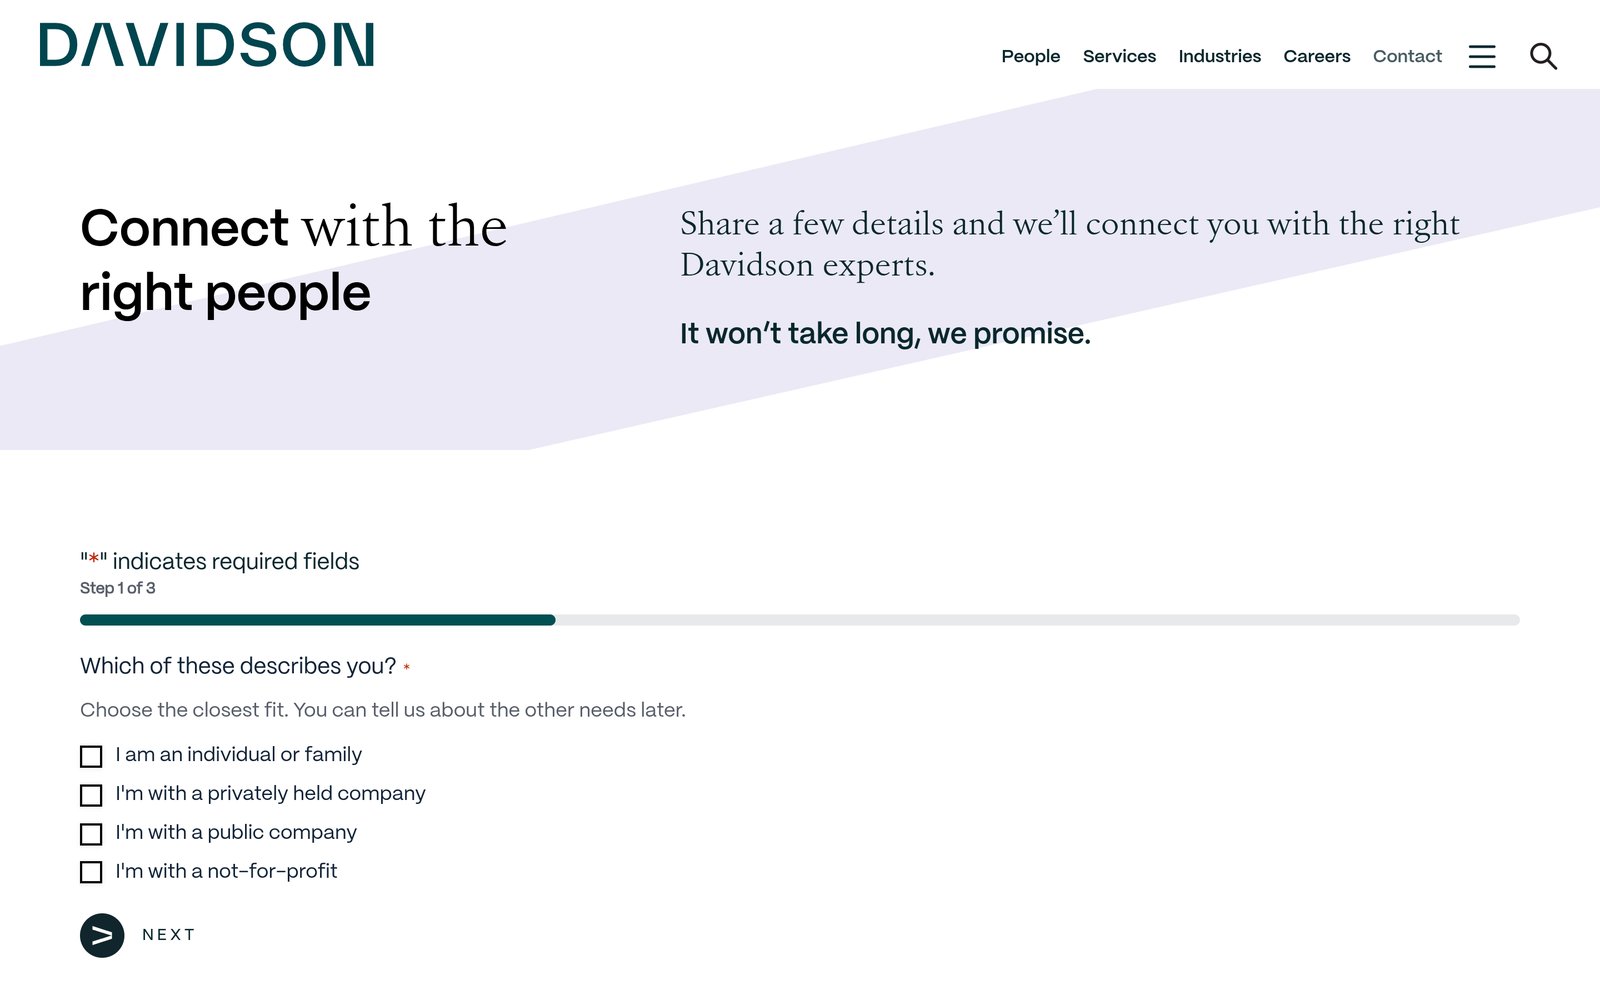 DAVIDSON
People Services Industries Careers Contact
Connect with the
right people
Share a few details and we’ll connect you with the right
Davidson experts.
It won’t take long, we promise.
"*" indicates required fields
Step 1 of 3
Which of these describes you? *
Choose the closest fit. You can tell us about the other needs later.
I am an individual or family
I'm with a privately held company
I'm with a public company
I'm with a not-for-profit
NEXT